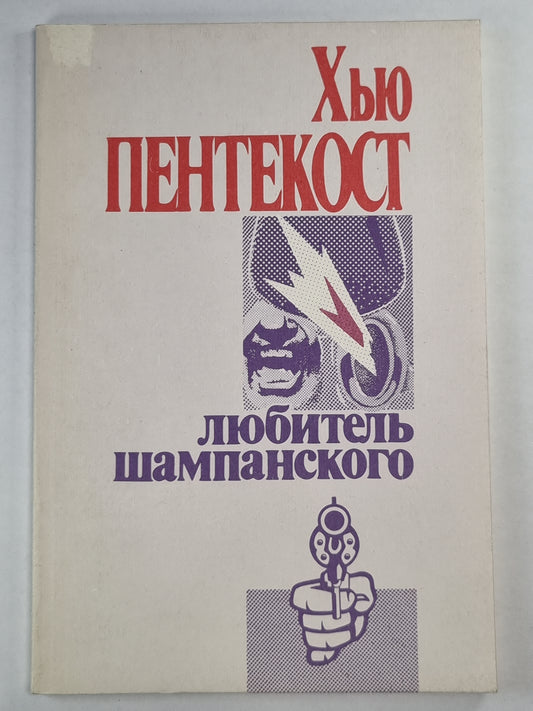 Хью
ПЕНТЕКОСТ
любитель
шампанского